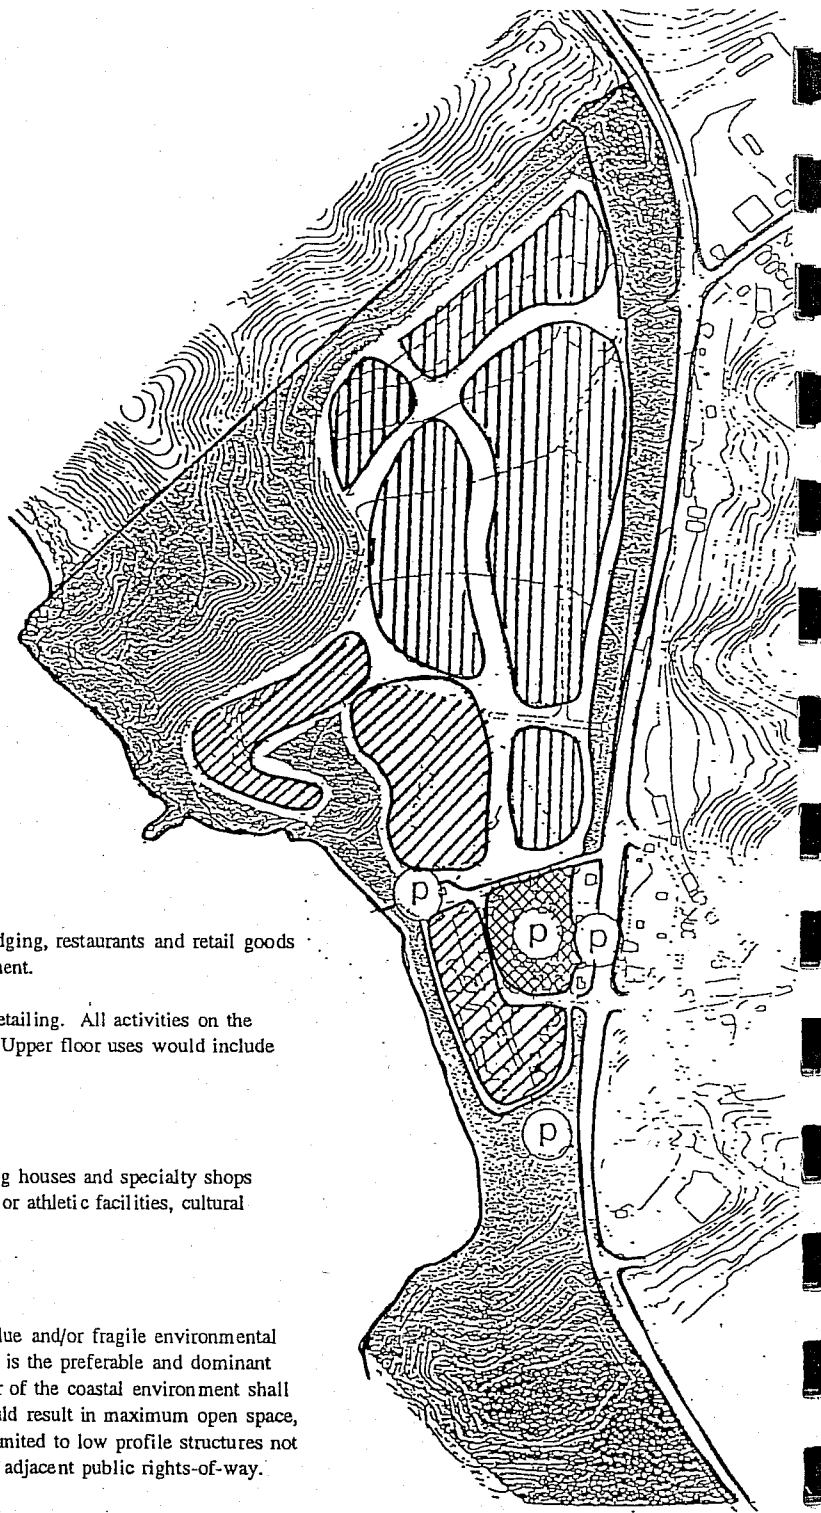 p
dging, restaurants and retail goods
ent.
p
p
etailing. All activities on the
Upper floor uses would include
p
g houses and specialty shops
or athletic facilities, cultural
lue and/or fragile environmental
is the preferable and dominant
r of the coastal environment shall
ld result in maximum open space,
mited to low profile structures not
adjacent public rights-of-way.